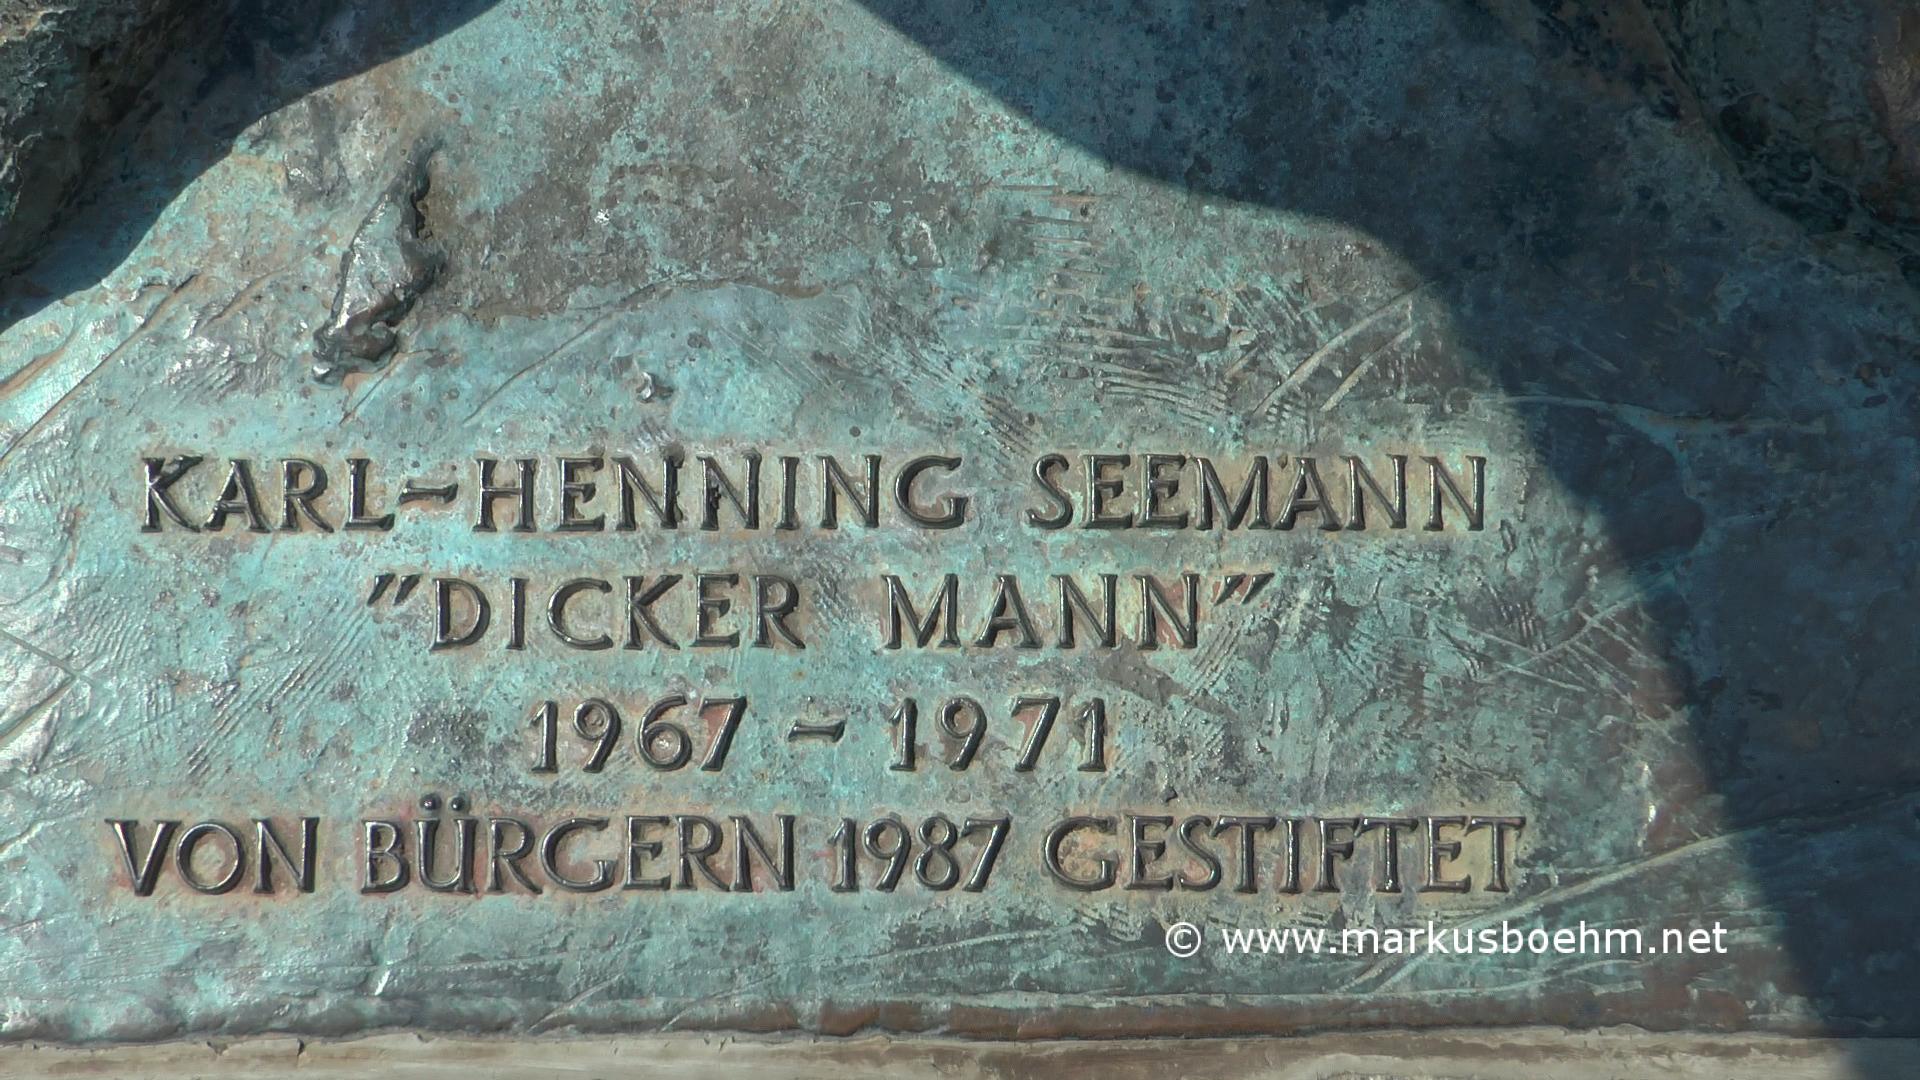 KARL-HENNING SEEMANN
"DICKER MANN"
1967 - 1971
VON BÜRGERN 1987 GESTIFTET
© www.markusboehm.net